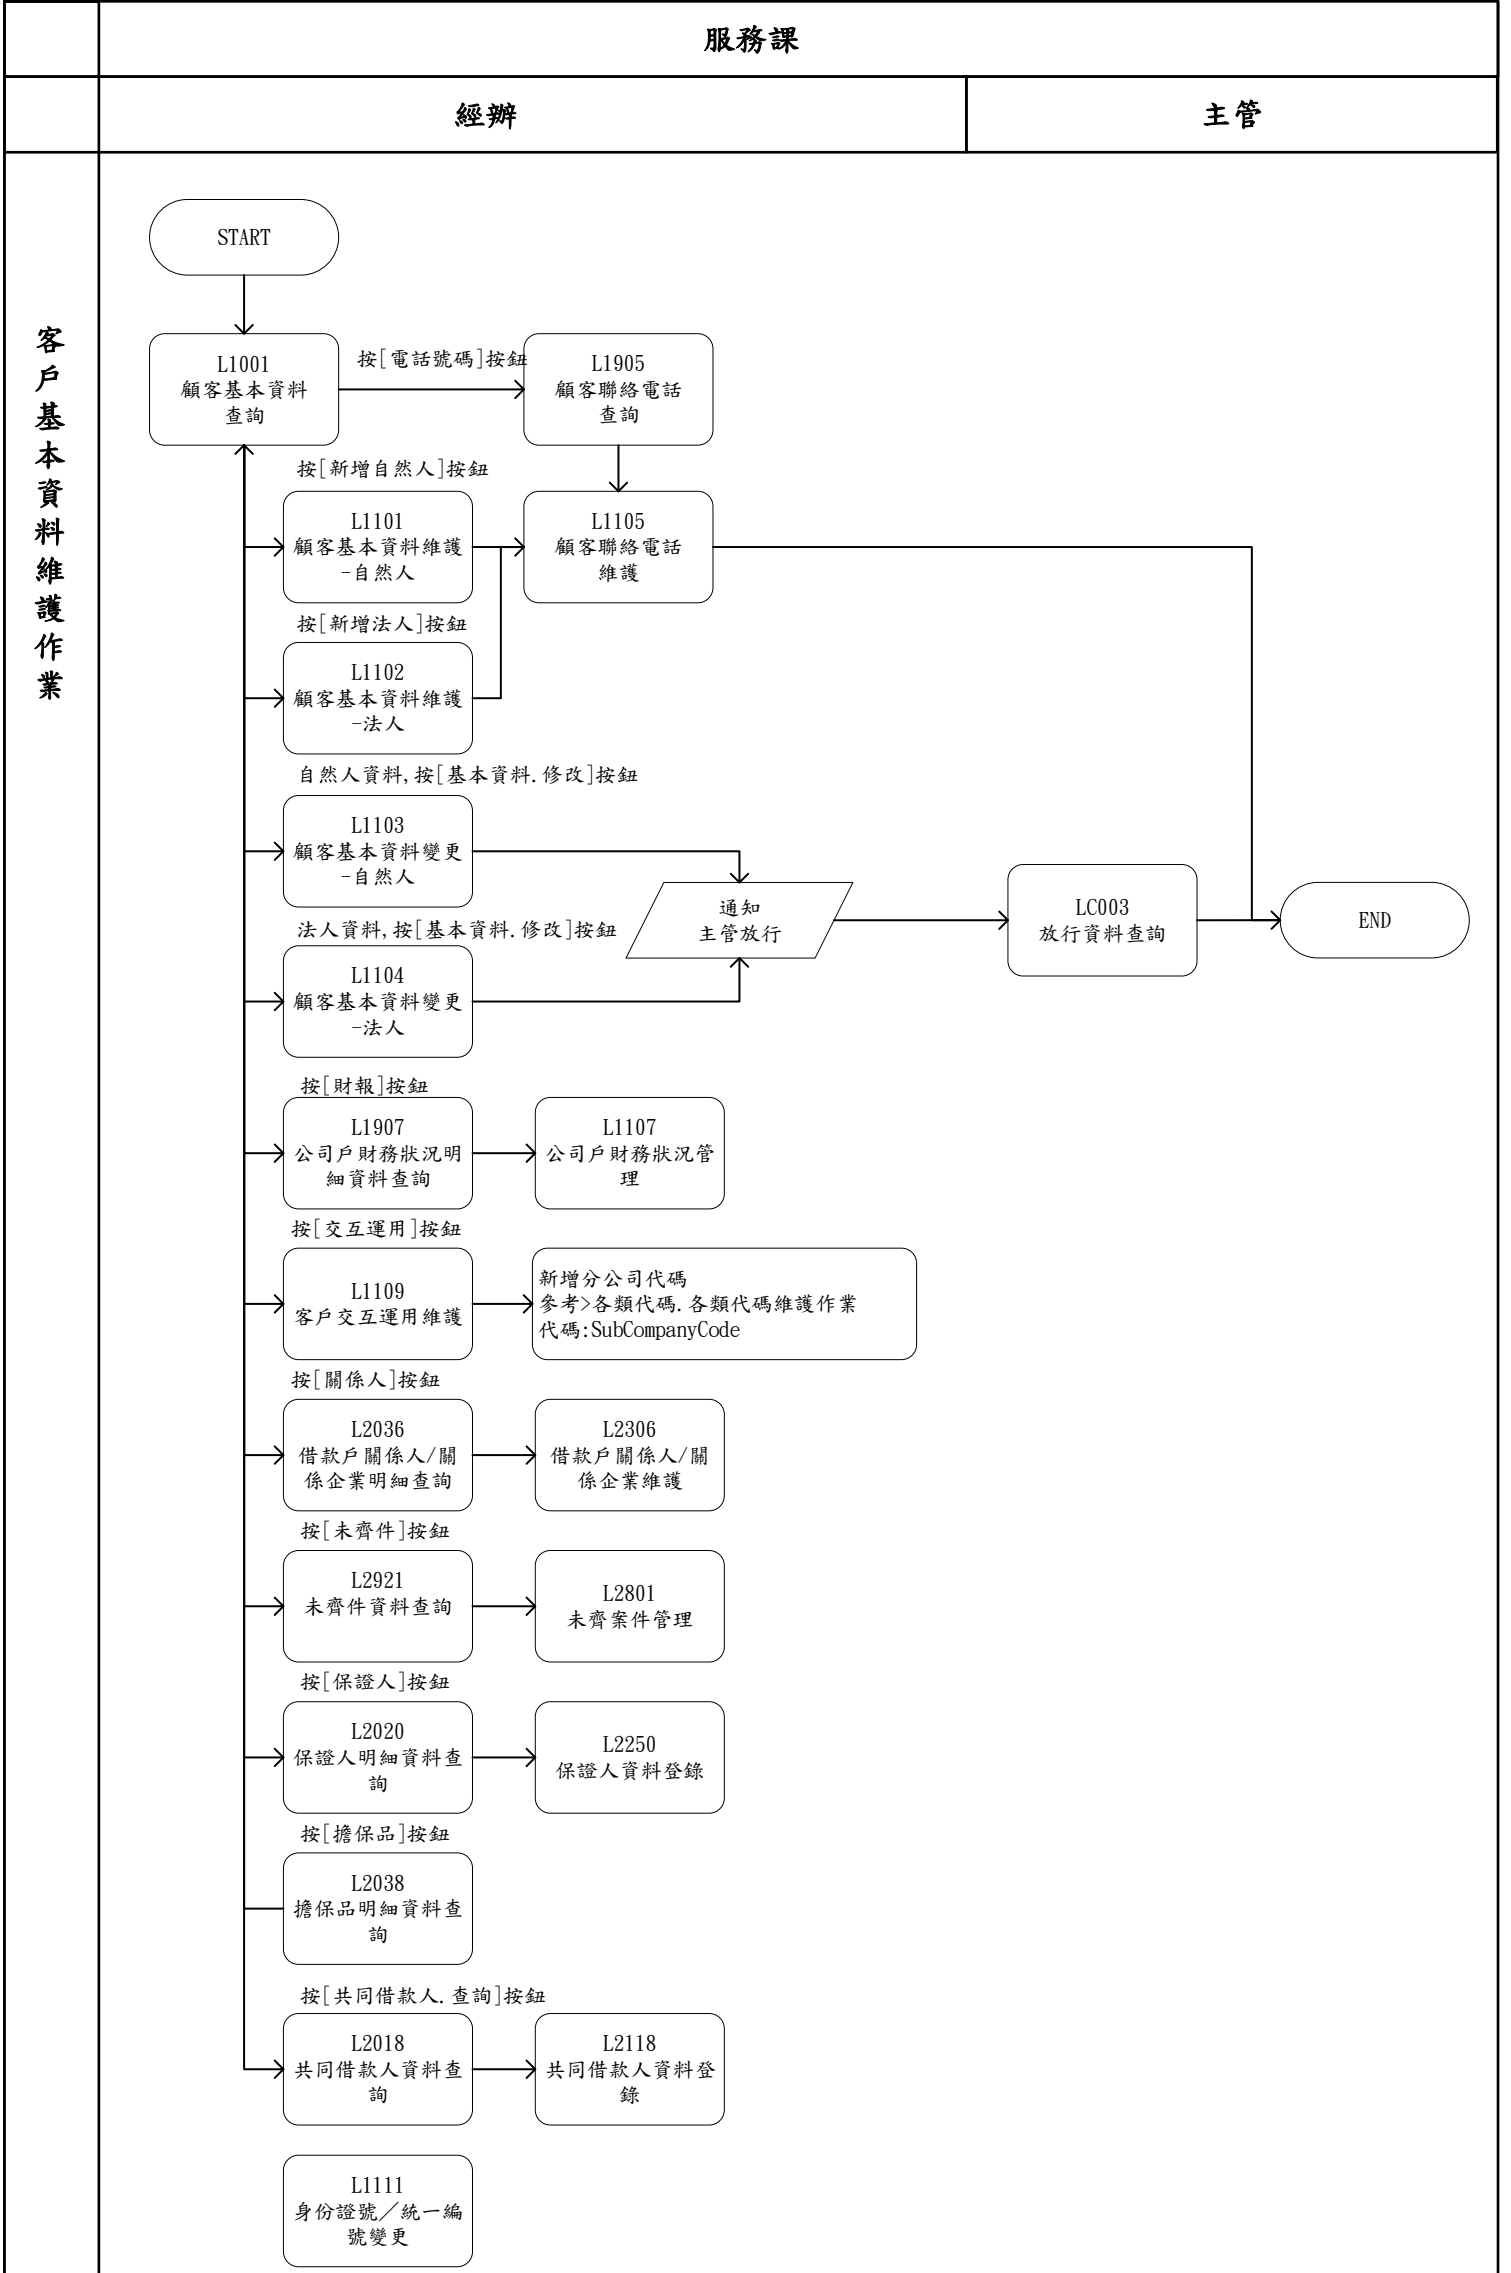 服務課
經辦
主管
客戶基本資料維護作業
START
L1001
顧客基本資料
查詢
按[電話號碼]按鈕
L1905
顧客聯絡電話
查詢
按[新增自然人]按鈕
L1101
顧客基本資料維護
-自然人
L1105
顧客聯絡電話
維護
按[新增法人]按鈕
L1102
顧客基本資料維護
-法人
自然人資料,按[基本資料.修改]按鈕
L1103
顧客基本資料變更
-自然人
通知
主管放行
LC003
放行資料查詢
END
法人資料,按[基本資料.修改]按鈕
L1104
顧客基本資料變更
-法人
按[財報]按鈕
L1907
公司戶財務狀況明
細資料查詢
L1107
公司戶財務狀況管
理
按[交互運用]按鈕
L1109
客戶交互運用維護
新增分公司代碼
參考>各類代碼.各類代碼維護作業
代碼:SubCompanyCode
按[關係人]按鈕
L2036
借款戶關係人/關
係企業明細查詢
L2306
借款戶關係人/關
係企業維護
按[未齊件]按鈕
L2921
未齊件資料查詢
L2801
未齊案件管理
按[保證人]按鈕
L2020
保證人明細資料查
詢
L2250
保證人資料登錄
按[擔保品]按鈕
L2038
擔保品明細資料查
詢
按[共同借款人.查詢]按鈕
L2018
共同借款人資料查
詢
L2118
共同借款人資料登
錄
L1111
身份證號／統一編
號變更